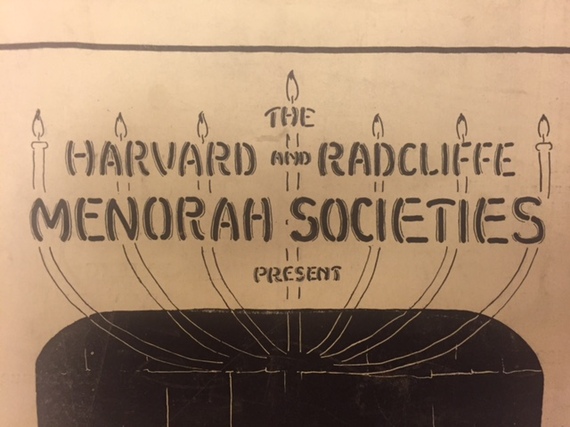 THE
HARVARD AND RADCLIFFE
MENORAH SOCIETIES
PRESENT